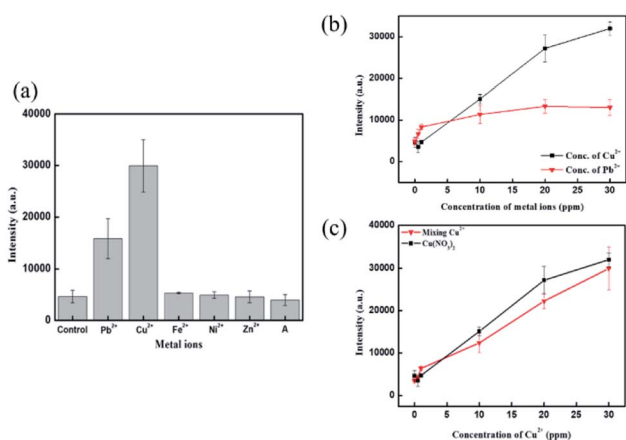 (a)
50000
40000
30000
20000
10000
0
Intensity (a.u.)
Control Pb²⁺ Cu²⁺ Fe²⁺ Ni²⁺ Zn²⁺ A
Metal ions
(b)
30000
20000
10000
0
Intensity (a.u.)
Conc. of Cu²⁺
Conc. of Pb²⁺
0 5 10 15 20 25 30
Concentration of metal ions (ppm)
(c)
Mixing Cu²⁺
Cu(NO₃)₂
40000
30000
20000
10000
0
Intensity (a.u.)
0 5 10 15 20 25 30
Concentration of Cu²⁺ (ppm)